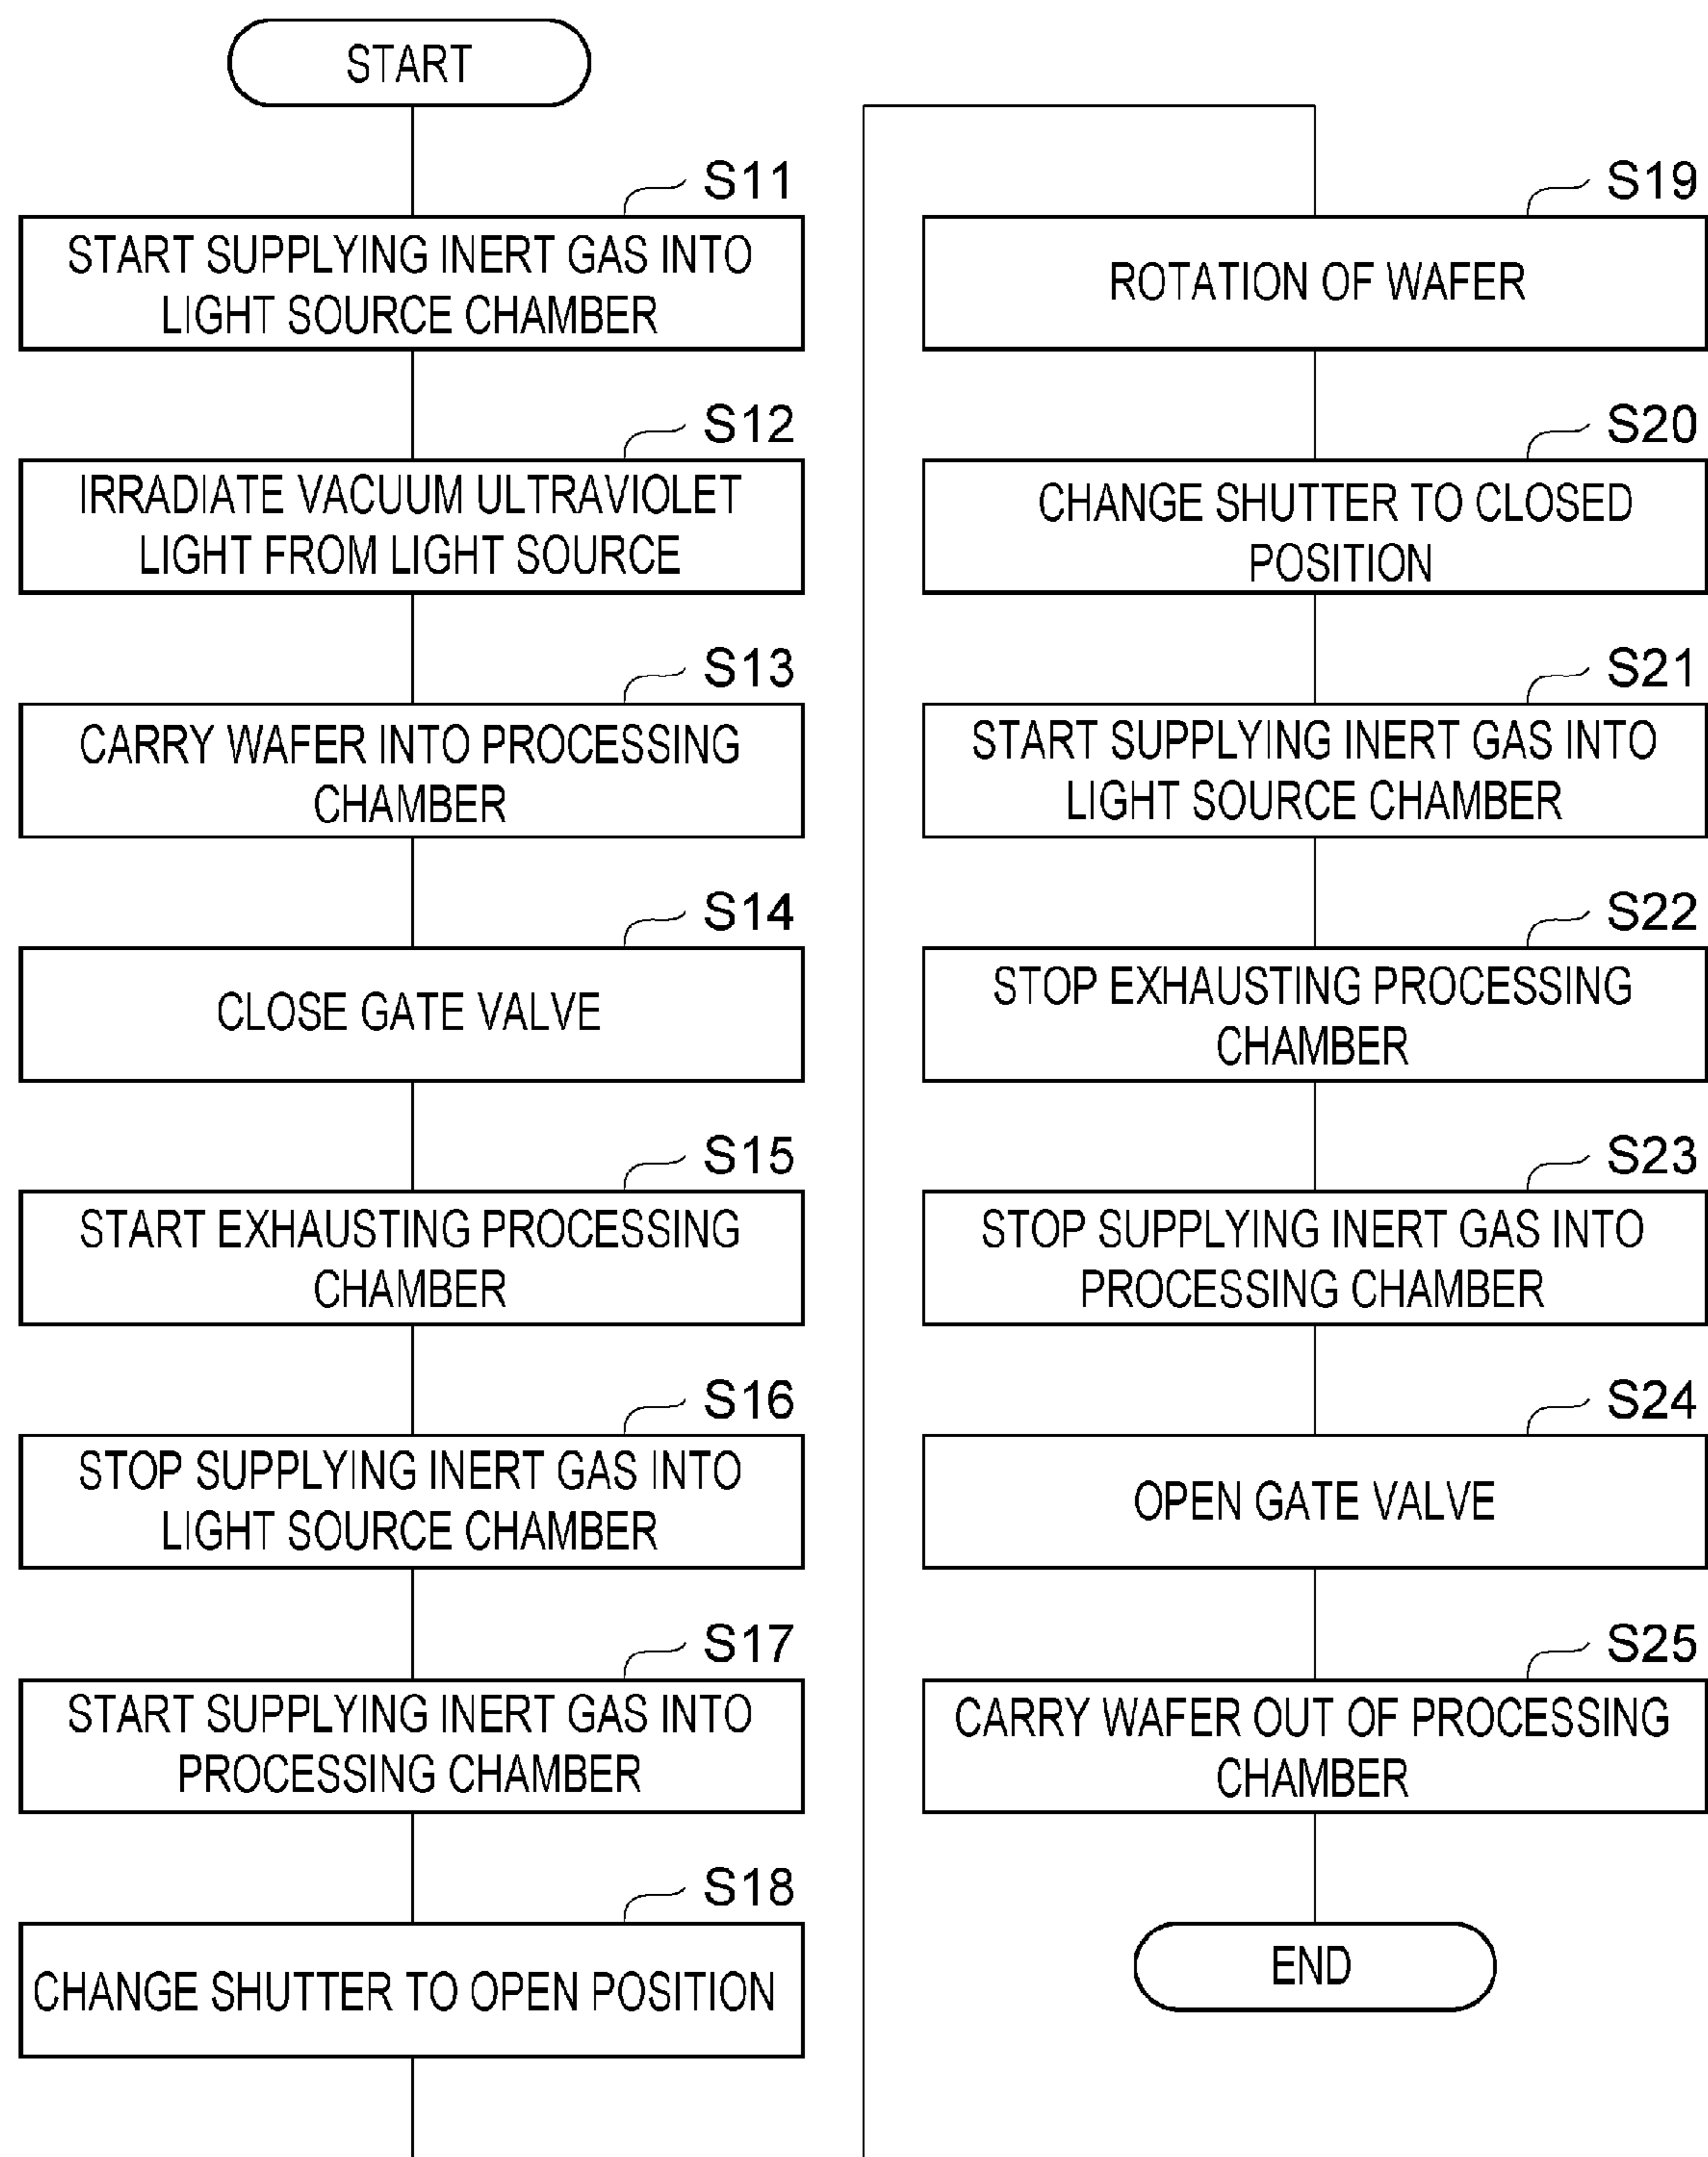 START
S11
START SUPPLYING INERT GAS INTO
LIGHT SOURCE CHAMBER
S12
IRRADIATE VACUUM ULTRAVIOLET
LIGHT FROM LIGHT SOURCE
S13
CARRY WAFER INTO PROCESSING
CHAMBER
S14
CLOSE GATE VALVE
S15
START EXHAUSTING PROCESSING
CHAMBER
S16
STOP SUPPLYING INERT GAS INTO
LIGHT SOURCE CHAMBER
S17
START SUPPLYING INERT GAS INTO
PROCESSING CHAMBER
S18
CHANGE SHUTTER TO OPEN POSITION
S19
ROTATION OF WAFER
S20
CHANGE SHUTTER TO CLOSED
POSITION
S21
START SUPPLYING INERT GAS INTO
LIGHT SOURCE CHAMBER
S22
STOP EXHAUSTING PROCESSING
CHAMBER
S23
STOP SUPPLYING INERT GAS INTO
PROCESSING CHAMBER
S24
OPEN GATE VALVE
S25
CARRY WAFER OUT OF PROCESSING
CHAMBER
END